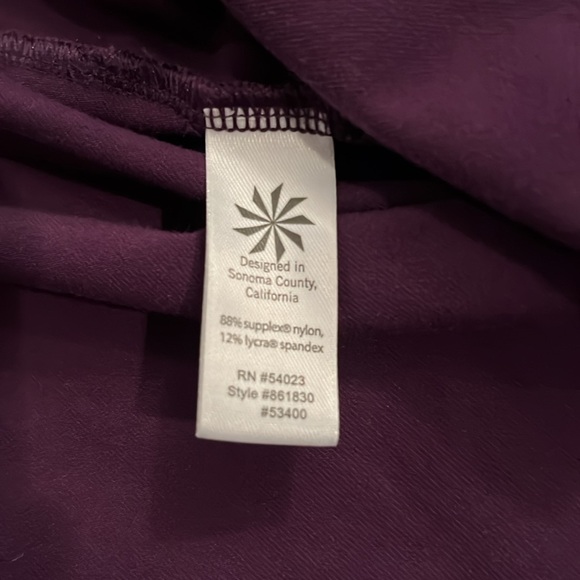 Designed in
Sonoma County,
California
88% supplex® nylon,
12% lycra® spandex
RN #54023
Style #861830
#53400